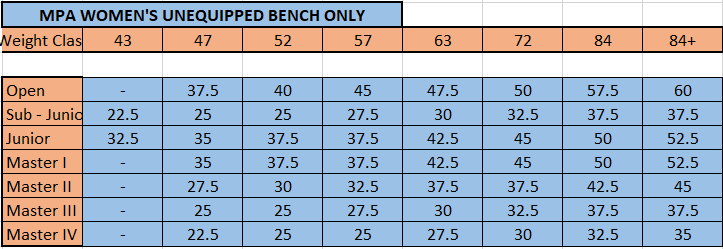 MPA WOMEN'S UNEQUIPPED BENCH ONLY
Weight Clas 43 47 52 57 63 72 84 84+
Open - 37.5 40 45 47.5 50 57.5 60
Sub - Junio 22.5 25 25 27.5 30 32.5 37.5 37.5
Junior 32.5 35 37.5 37.5 42.5 45 50 52.5
Master I - 35 37.5 37.5 42.5 45 50 52.5
Master II - 27.5 30 32.5 37.5 37.5 42.5 45
Master III - 25 25 27.5 30 32.5 37.5 37.5
Master IV - 22.5 25 25 27.5 30 32.5 35